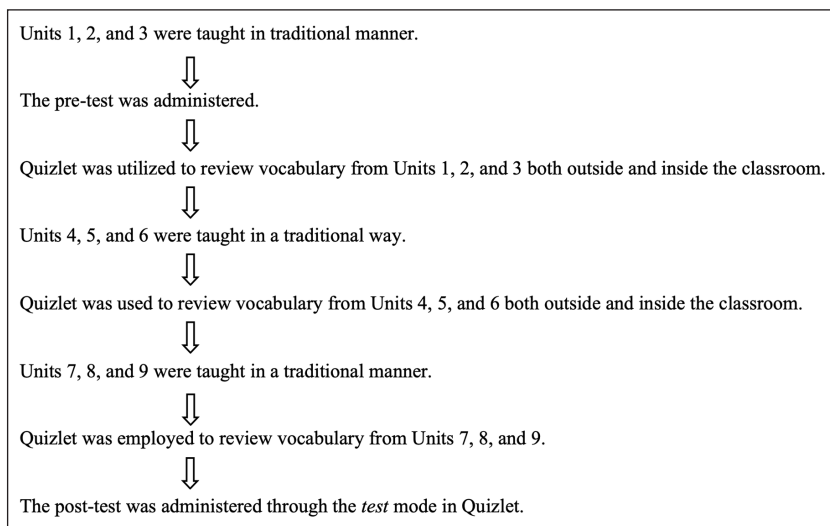 Units 1, 2, and 3 were taught in traditional manner.
The pre-test was administered.
Quizlet was utilized to review vocabulary from Units 1, 2, and 3 both outside and inside the classroom.
Units 4, 5, and 6 were taught in a traditional way.
Quizlet was used to review vocabulary from Units 4, 5, and 6 both outside and inside the classroom.
Units 7, 8, and 9 were taught in a traditional manner.
Quizlet was employed to review vocabulary from Units 7, 8, and 9.
The post-test was administered through the test mode in Quizlet.